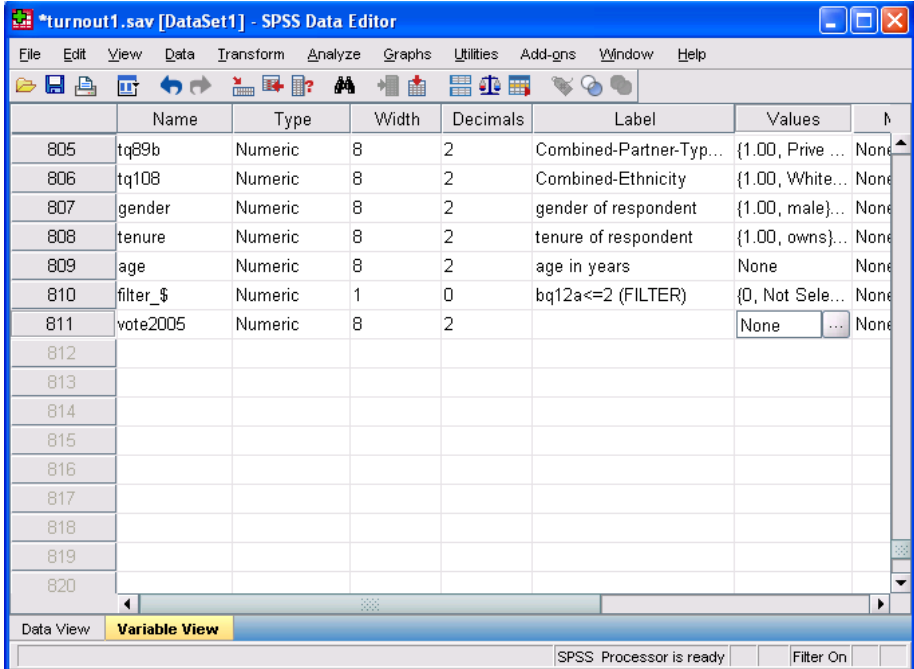 *turnout1.sav [DataSet1] - SPSS Data Editor
File Edit View Data Transform Analyze Graphs Utilities Add-ons Window Help
Name Type Width Decimals Label Values
805 tq89b Numeric 8 2 Combined-Partner-Typ... {1.00, Prive ... None
806 tq108 Numeric 8 2 Combined-Ethnicity {1.00, White... None
807 gender Numeric 8 2 gender of respondent {1.00, male}... None
808 tenure Numeric 8 2 tenure of respondent {1.00, owns}... None
809 age Numeric 8 2 age in years None None
810 filter_$ Numeric 1 0 bq12a<=2 (FILTER) {0, Not Sele... None
811 vote2005 Numeric 8 2 None ... None
812
813
814
815
816
817
818
819
820
Data View Variable View
SPSS Processor is ready Filter On